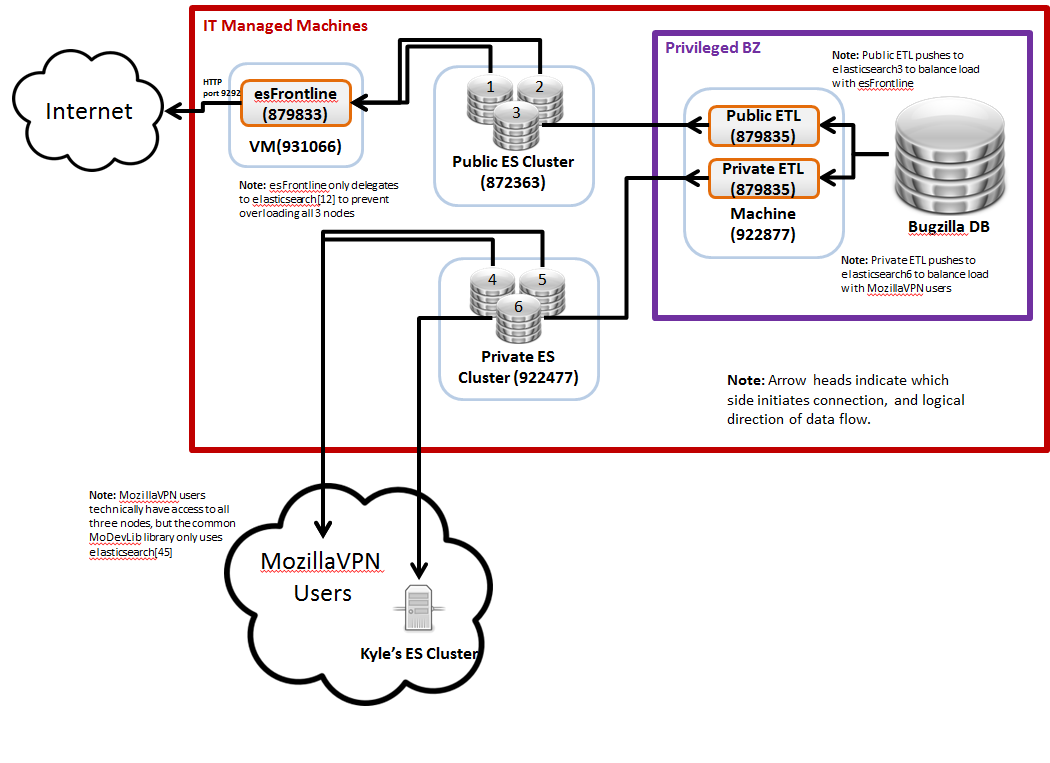 IT Managed Machines
Privileged BZ
Note: Public ETL pushes to
elasticsearch3 to balance load
with esFrontline
Internet
HTTP
port 9292
esFrontline
(879833)
VM(931066)
Note: esFrontline only delegates
to elasticsearch[12] to prevent
overloading all 3 nodes
1
2
3
Public ES Cluster
(872363)
Public ETL
(879835)
Private ETL
(879835)
Machine
(922877)
Bugzilla DB
Note: Private ETL pushes to
elasticsearch6 to balance load
with MozillaVPN users
4
5
6
Private ES
Cluster (922477)
Note: Arrow heads indicate which
side initiates connection, and logical
direction of data flow.
Note: MozillaVPN users
technically have access to all
three nodes, but the common
MoDevLib library only uses
elasticsearch[45]
MozillaVPN
Users
Kyle's ES Cluster